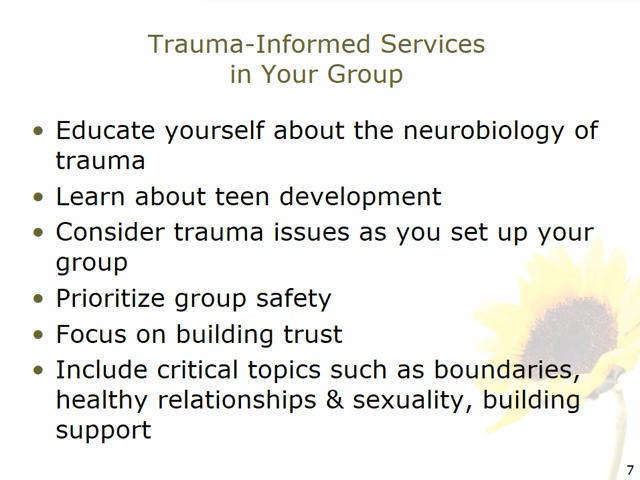 Trauma-Informed Services
in Your Group
• Educate yourself about the neurobiology of
trauma
• Learn about teen development
• Consider trauma issues as you set up your
group
• Prioritize group safety
• Focus on building trust
• Include critical topics such as boundaries,
healthy relationships & sexuality, building
support
7